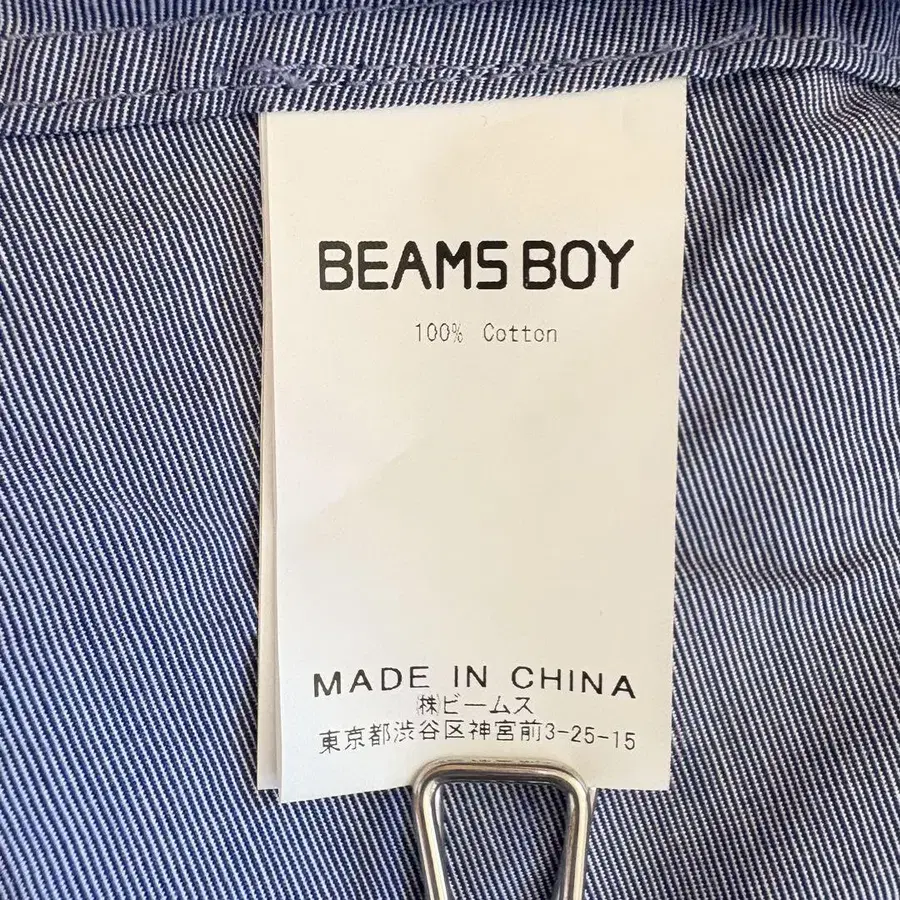 BEAMS BOY
100% Cotton
MADE IN CHINA
㈱ビームス
東京都渋谷区神宮前3-25-15